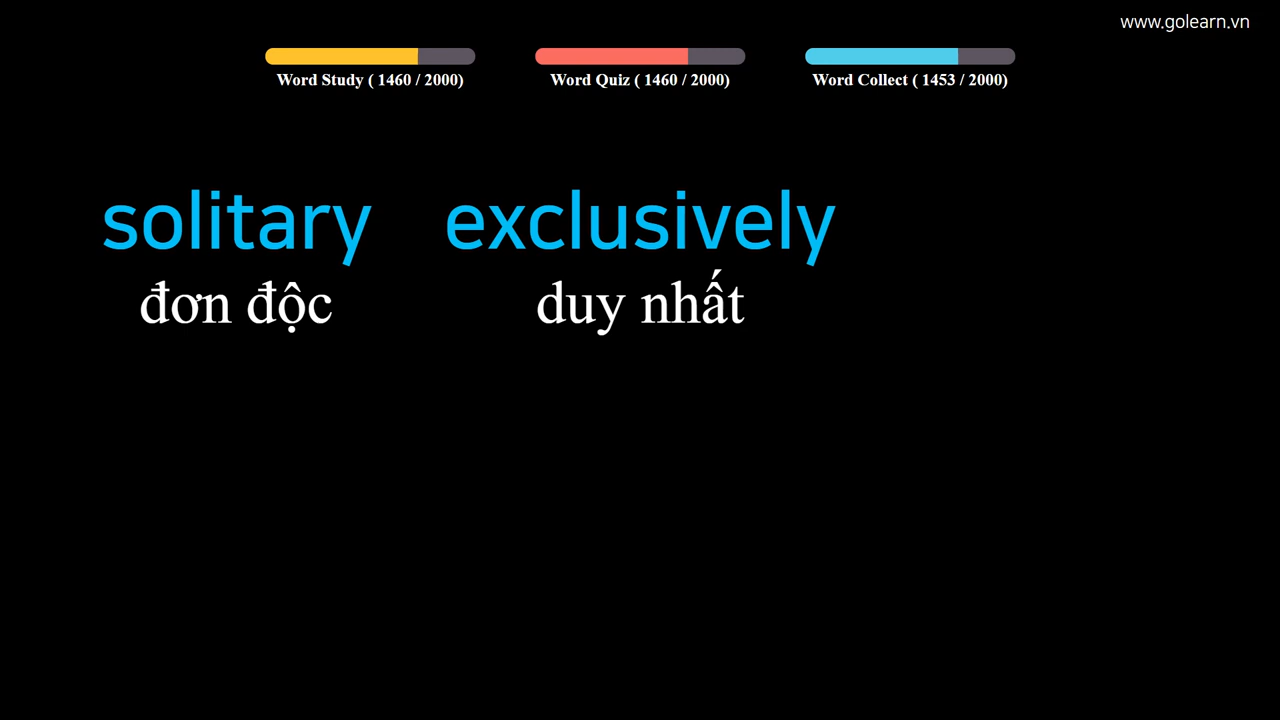 www.golearn.vn
Word Study ( 1460 / 2000)
Word Quiz ( 1460 / 2000)
Word Collect ( 1453 / 2000)
solitary exclusively
đơn độc duy nhất